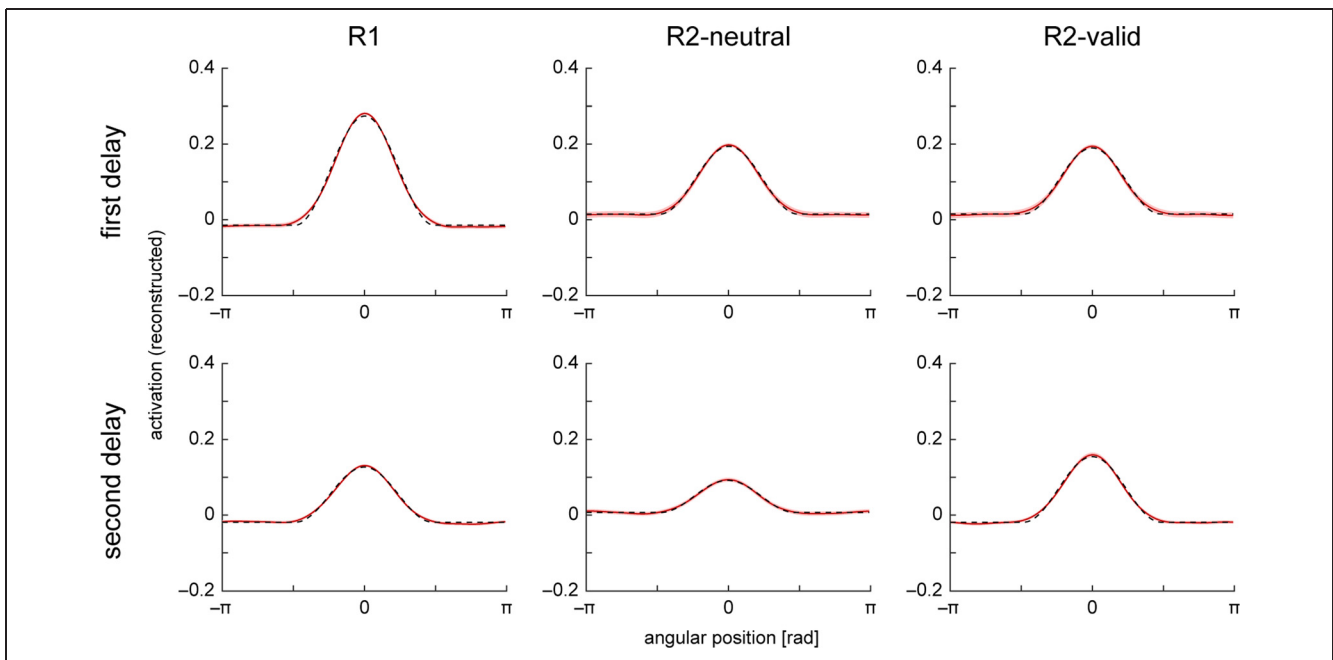 R1 R2-neutral R2-valid
first delay
second delay
activation (reconstructed)
0.4 0.4 0.4
0.2 0.2 0.2
0 0 0
–0.2 –0.2 –0.2
–π 0 π –π 0 π –π 0 π
0.4 0.4 0.4
0.2 0.2 0.2
0 0 0
–0.2 –0.2 –0.2
–π 0 π –π 0 π –π 0 π
angular position [rad]